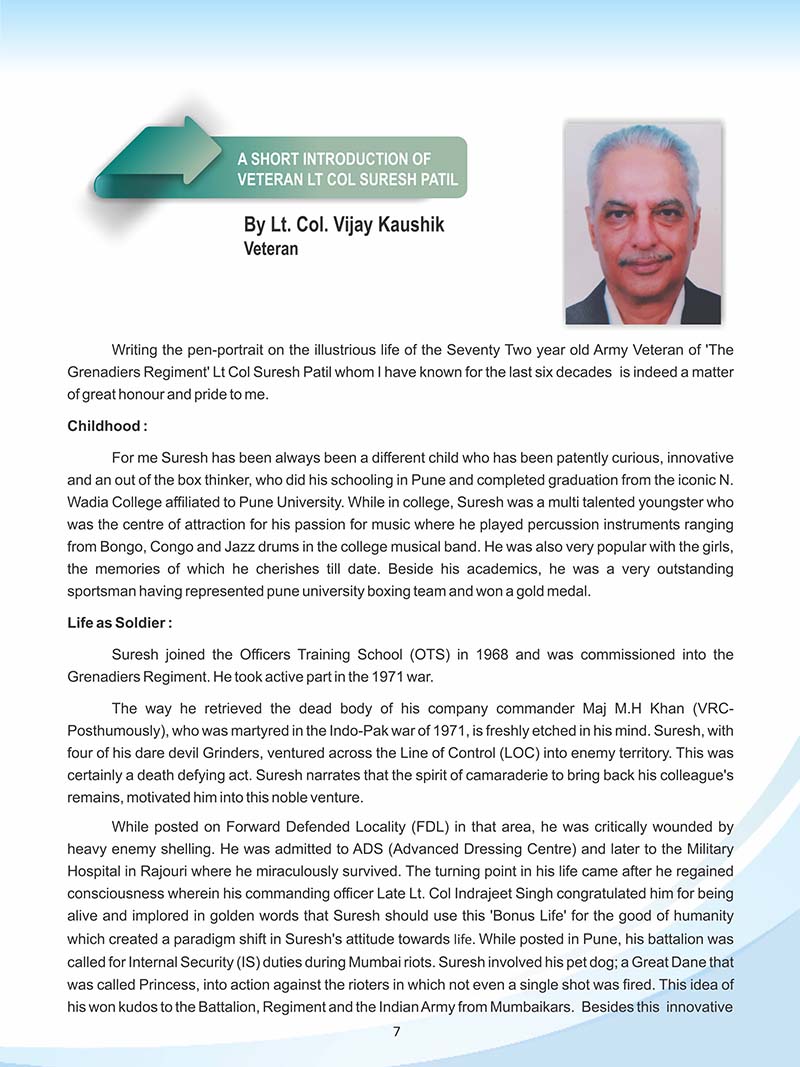 A SHORT INTRODUCTION OF
VETERAN LT COL SURESH PATIL
By Lt. Col. Vijay Kaushik
Veteran
Writing the pen-portrait on the illustrious life of the Seventy Two year old Army Veteran of 'The
Grenadiers Regiment' Lt Col Suresh Patil whom I have known for the last six decades is indeed a matter
of great honour and pride to me.
Childhood :
For me Suresh has been always been a different child who has been patently curious, innovative
and an out of the box thinker, who did his schooling in Pune and completed graduation from the iconic N.
Wadia College affiliated to Pune University. While in college, Suresh was a multi talented youngster who
was the centre of attraction for his passion for music where he played percussion instruments ranging
from Bongo, Congo and Jazz drums in the college musical band. He was also very popular with the girls,
the memories of which he cherishes till date. Beside his academics, he was a very outstanding
sportsman having represented pune university boxing team and won a gold medal.
Life as Soldier :
Suresh joined the Officers Training School (OTS) in 1968 and was commissioned into the
Grenadiers Regiment. He took active part in the 1971 war.
The way he retrieved the dead body of his company commander Maj M.H Khan (VRC-
Posthumously), who was martyred in the Indo-Pak war of 1971, is freshly etched in his mind. Suresh, with
four of his dare devil Grinders, ventured across the Line of Control (LOC) into enemy territory. This was
certainly a death defying act. Suresh narrates that the spirit of camaraderie to bring back his colleague's
remains, motivated him into this noble venture.
While posted on Forward Defended Locality (FDL) in that area, he was critically wounded by
heavy enemy shelling. He was admitted to ADS (Advanced Dressing Centre) and later to the Military
Hospital in Rajouri where he miraculously survived. The turning point in his life came after he regained
consciousness wherein his commanding officer Late Lt. Col Indrajeet Singh congratulated him for being
alive and implored in golden words that Suresh should use this 'Bonus Life' for the good of humanity
which created a paradigm shift in Suresh's attitude towards life. While posted in Pune, his battalion was
called for Internal Security (IS) duties during Mumbai riots. Suresh involved his pet dog; a Great Dane that
was called Princess, into action against the rioters in which not even a single shot was fired. This idea of
his won kudos to the Battalion, Regiment and the Indian Army from Mumbaikars. Besides this innovative
7